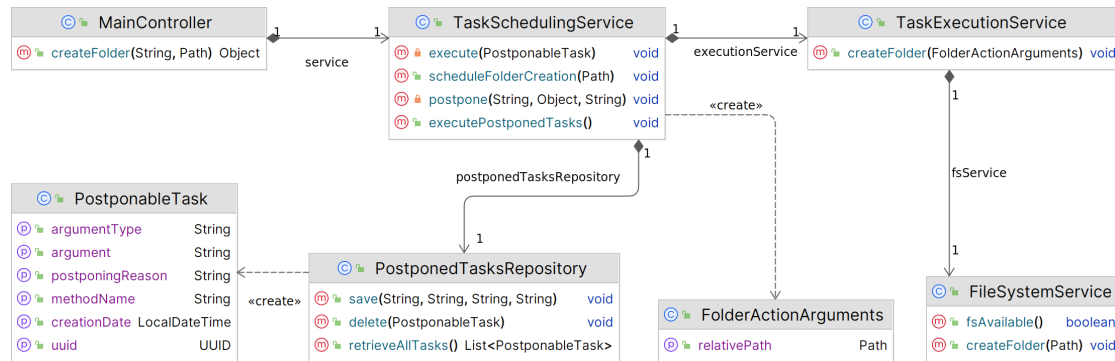 MainController
createFolder(String, Path) Object
1
service
1
TaskSchedulingService
execute(PostponableTask) void
scheduleFolderCreation(Path) void
postpone(String, Object, String) void
executePostponedTasks() void
1
executionService
1
TaskExecutionService
createFolder(FolderActionArguments) void
«create»
1
fsService
1
1
postponedTasksRepository
1
PostponableTask
argumentType String
argument String
postponingReason String
methodName String
creationDate LocalDateTime
uuid UUID
«create»
PostponedTasksRepository
save(String, String, String, String) void
delete(PostponableTask) void
retrieveAllTasks() List<PostponableTask>
FolderActionArguments
relativePath Path
FileSystemService
fsAvailable() boolean
createFolder(Path) void